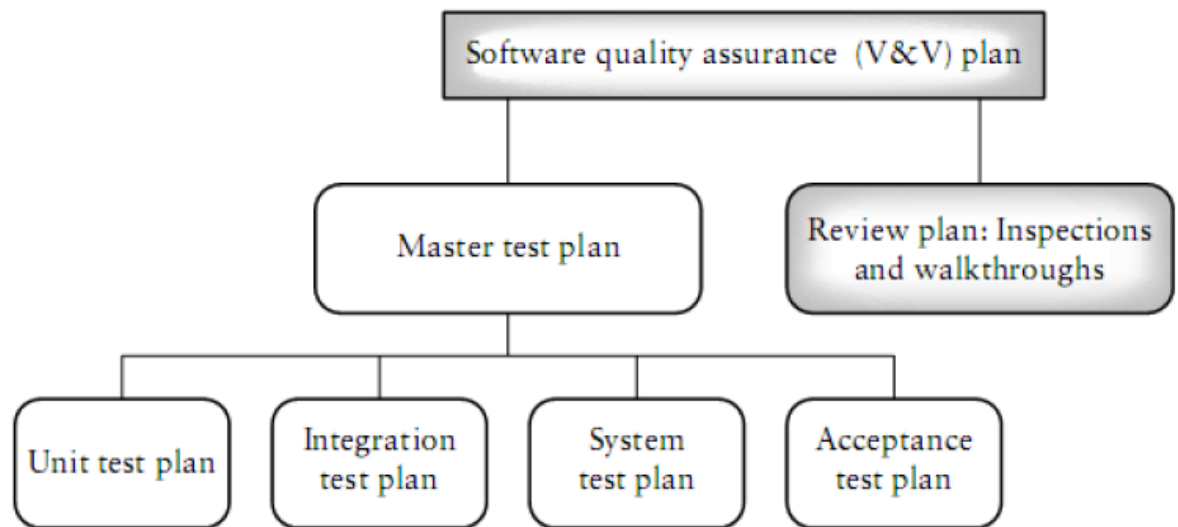 Software quality assurance (V&V) plan
Master test plan
Review plan: Inspections
and walkthroughs
Unit test plan
Integration
test plan
System
test plan
Acceptance
test plan